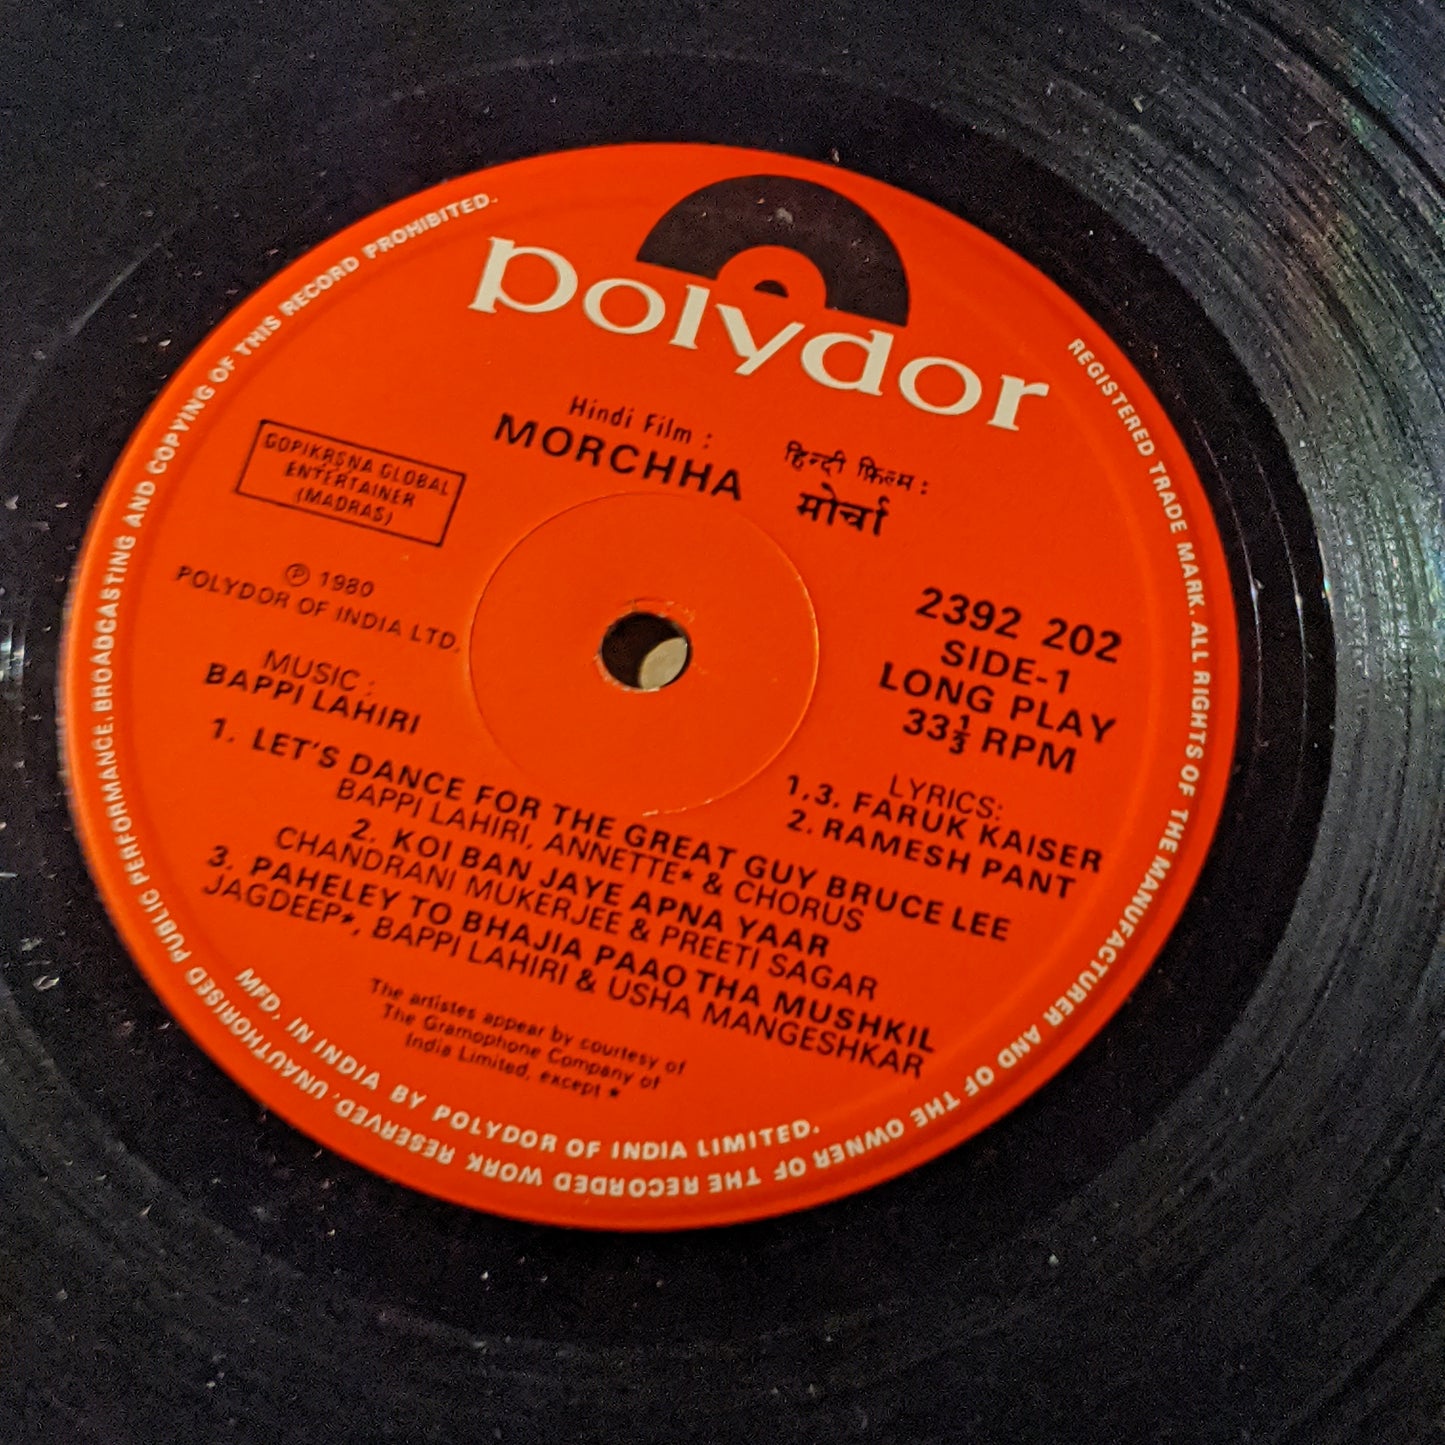 polydor
Hindi Film :
MORCHHA
हिन्दी फ़िल्म :
मोर्चा
GOPIKRSNA GLOBAL
ENTERTAINER
(MADRAS)
℗ 1980
POLYDOR OF INDIA LTD.
2392 202
SIDE-1
LONG PLAY
33⅓ RPM
MUSIC :
BAPPI LAHIRI
LYRICS:
1,3. FARUK KAISER
2. RAMESH PANT
1. LET'S DANCE FOR THE GREAT GUY BRUCE LEE
BAPPI LAHIRI, ANNETTE* & CHORUS
2. KOI BAN JAYE APNA YAAR
CHANDRANI MUKERJEE & PREETI SAGAR
3. PAHELEY TO BHAJIA PAAO THA MUSHKIL
JAGDEEP*, BAPPI LAHIRI & USHA MANGESHKAR
The artistes appear by courtesy of
The Gramophone Company of
India Limited, except *
MFD. IN INDIA BY POLYDOR OF INDIA LIMITED.
REGISTERED TRADE MARK. ALL RIGHTS OF THE MANUFACTURER AND OF THE OWNER OF THE RECORDED WORK RESERVED, UNAUTHORISED PUBLIC PERFORMANCE, BROADCASTING AND COPYING OF THIS RECORD PROHIBITED.